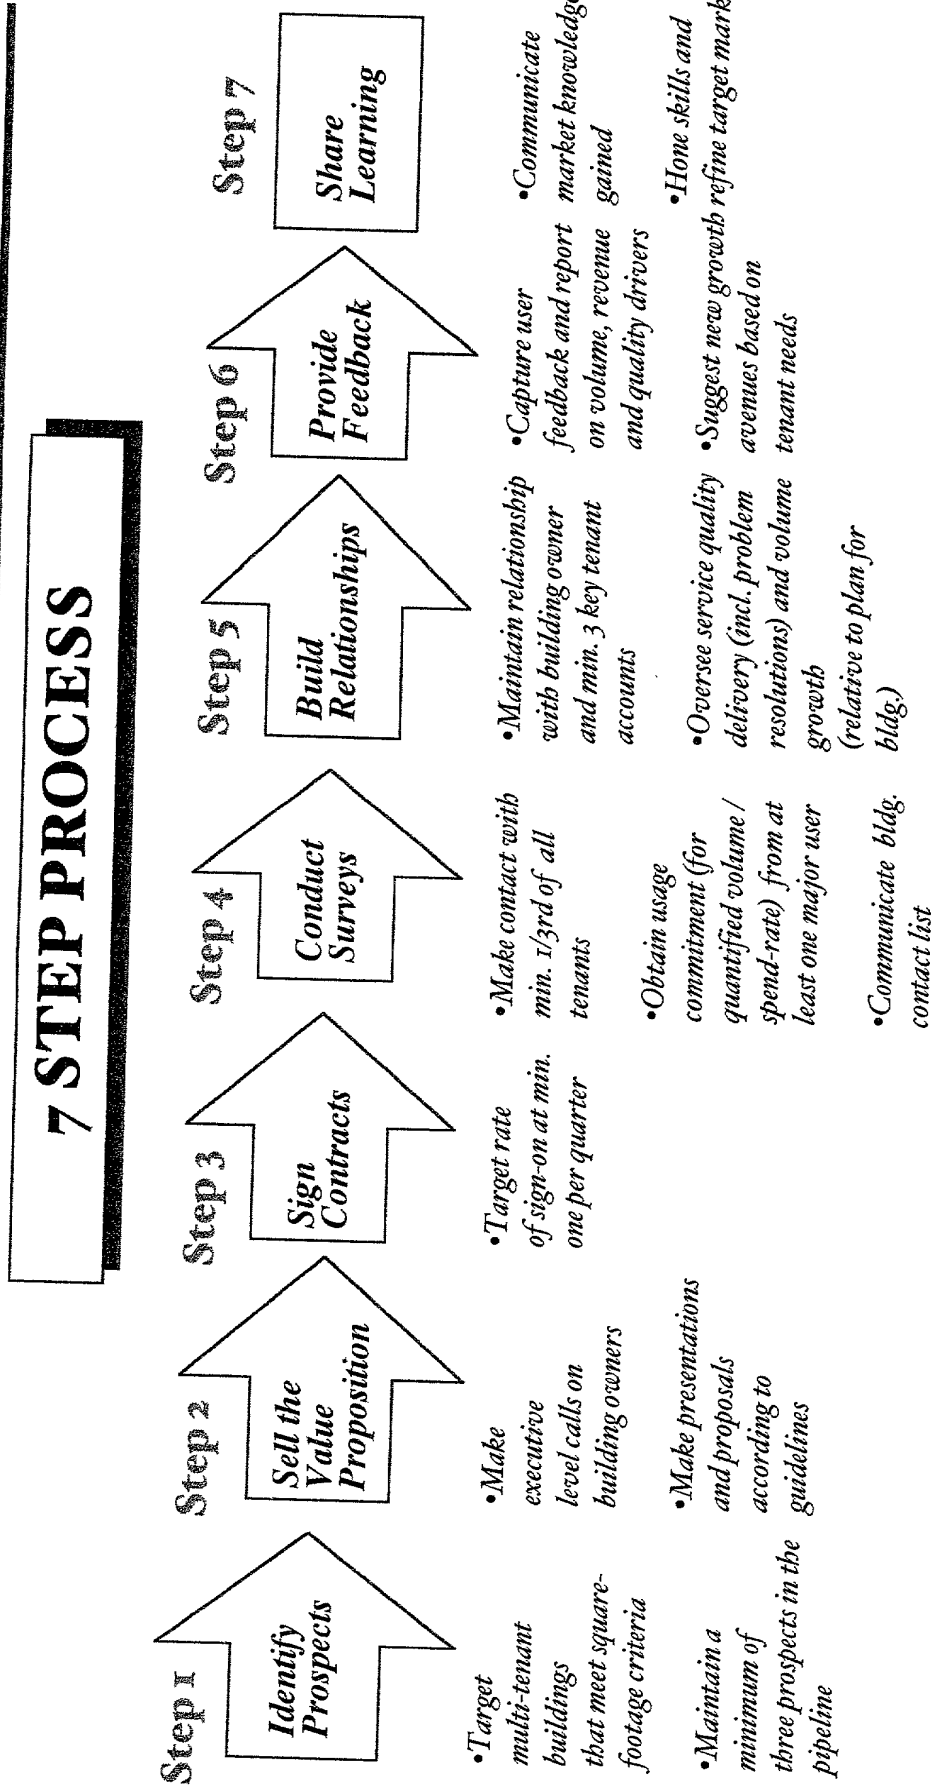 7 STEP PROCESS
Step 1
Identify
Prospects
•Target
multi-tenant
buildings
that meet square-
footage criteria
•Maintain a
minimum of
three prospects in the
pipeline
Step 2
Sell the
Value
Proposition
•Make
executive
level calls on
building owners
•Make presentations
and proposals
according to
guidelines
Step 3
Sign
Contracts
•Target rate
of sign-on at min.
one per quarter
Step 4
Conduct
Surveys
•Make contact with
min. 1/3rd of all
tenants
•Obtain usage
commitment (for
quantified volume /
spend-rate) from at
least one major user
•Communicate bldg.
contact list
Step 5
Build
Relationships
•Maintain relationship
with building owner
and min. 3 key tenant
accounts
•Oversee service quality
delivery (incl. problem
resolutions) and volume
growth
(relative to plan for
bldg.)
Step 6
Provide
Feedback
•Capture user
feedback and report
on volume, revenue
and quality drivers
•Suggest new growth
avenues based on
tenant needs
Step 7
Share
Learning
•Communicate
market knowledge
gained
•Hone skills and
refine target mark